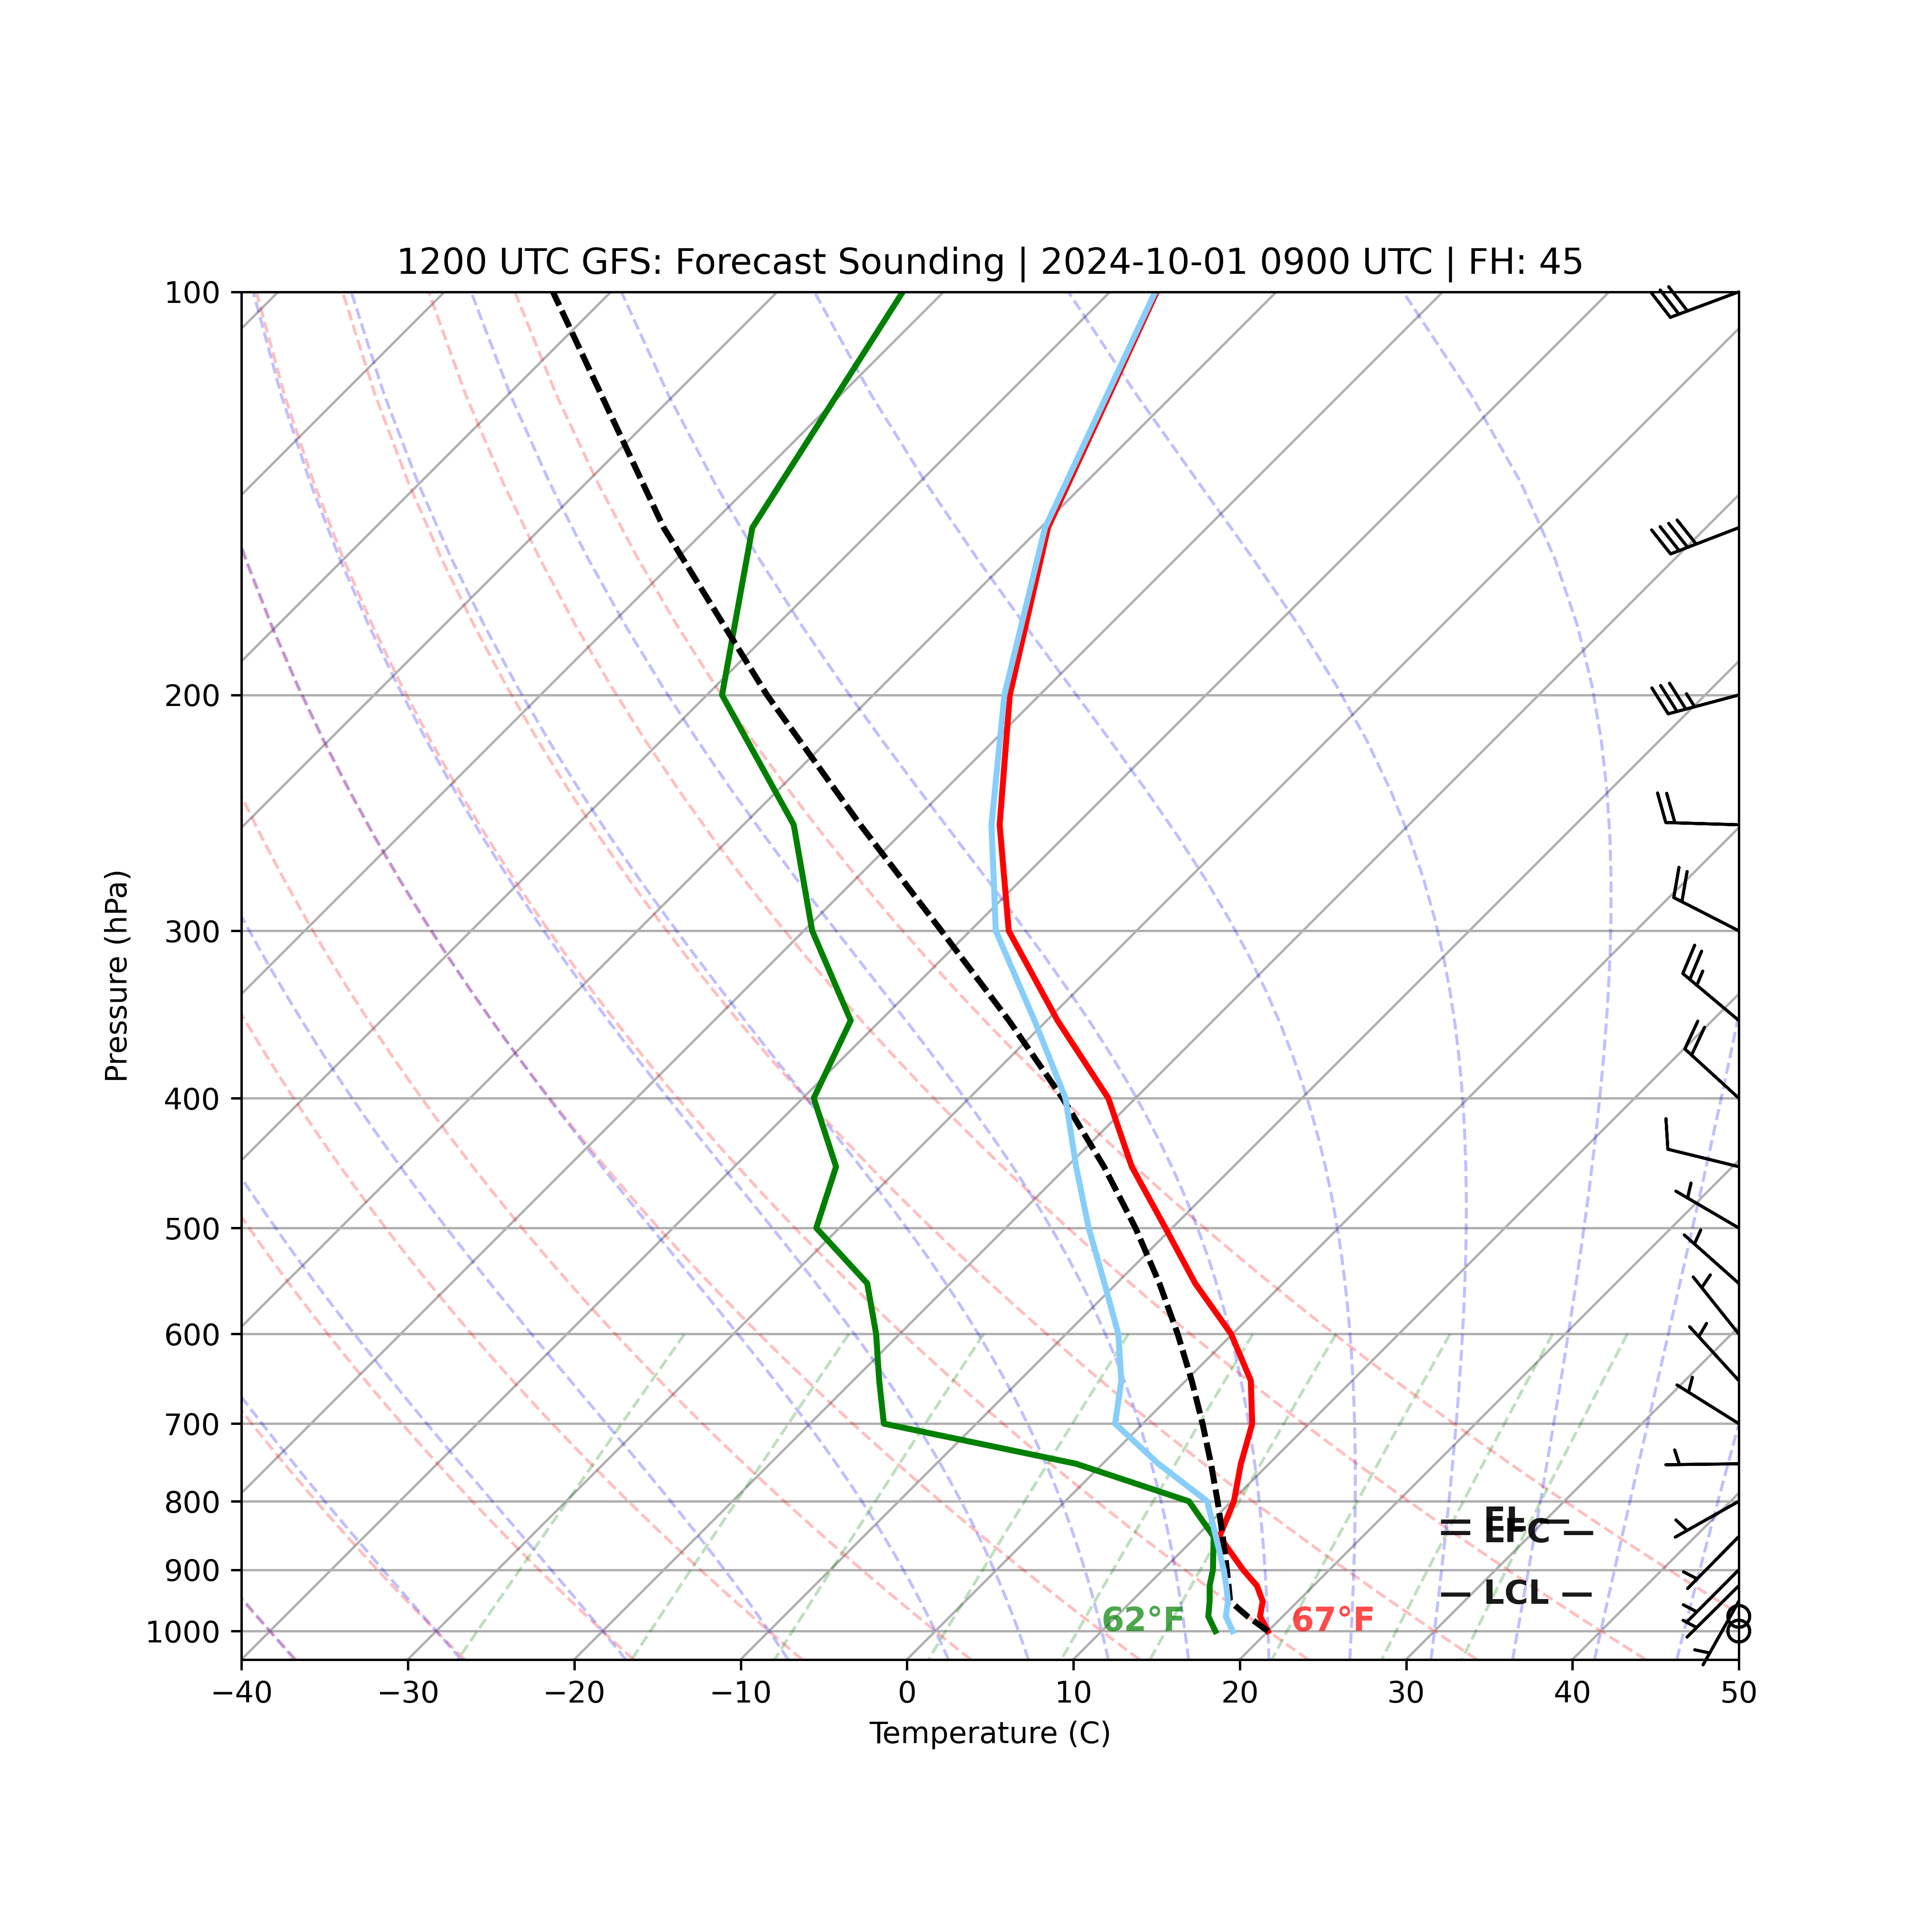 1200 UTC GFS: Forecast Sounding | 2024-10-01 0900 UTC | FH: 45
100
200
300
400
500
600
700
800
900
1000
Pressure (hPa)
— EL —
— LFC —
— LCL —
62°F
67°F
−40 −30 −20 −10 0 10 20 30 40 50
Temperature (C)